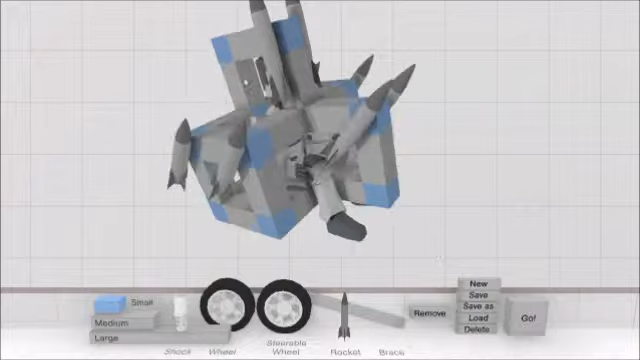 New
Small
Save
Save as
Medium
Remove
Load
Go!
Large
Delete
Steerable
Shock
Wheel
Wheel
Rocket
Brace